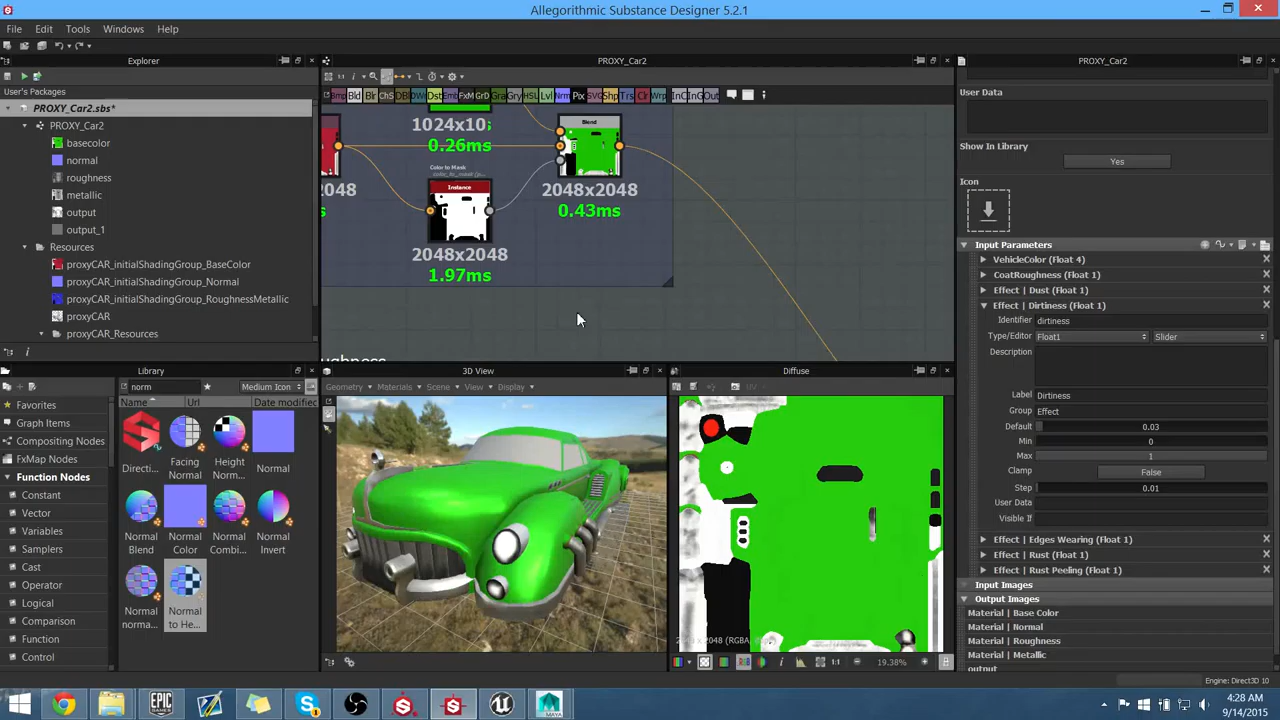 Allegorithmic Substance Designer 5.2.1
File Edit Tools Windows Help
Explorer
PROXY_Car2
PROXY_Car2
User's Packages
PROXY_Car2.sbs*
PROXY_Car2
basecolor
normal
roughness
metallic
output
output_1
Resources
proxyCAR_initialShadingGroup_BaseColor
proxyCAR_initialShadingGroup_Normal
proxyCAR_initialShadingGroup_RoughnessMetallic
proxyCAR
proxyCAR_Resources
1024x10
0.26ms
Blend
2048x2048
0.43ms
2048
Color to Mask
Instance
2048x2048
1.97ms
User Data
Show In Library
Yes
Icon
Input Parameters
VehicleColor (Float 4)
CoatRoughness (Float 1)
Effect | Dust (Float 1)
Effect | Dirtiness (Float 1)
Identifier dirtiness
Type/Editor Float1 Slider
Description
Label Dirtiness
Group Effect
Default 0.03
Min 0
Max 1
Clamp False
Step 0.01
User Data
Visible If
Effect | Edges Wearing (Float 1)
Effect | Rust (Float 1)
Effect | Rust Peeling (Float 1)
Input Images
Output Images
Material | Base Color
Material | Normal
Material | Roughness
Material | Metallic
output
Library
norm
Medium Icon
Name Url Date modified
Favorites
Graph Items
Compositing Nodes
FxMap Nodes
Function Nodes
Constant
Vector
Variables
Samplers
Cast
Operator
Logical
Comparison
Function
Control
Directi...
Facing Normal
Height Normal
Normal
Normal Blend
Normal Color
Normal Combi...
Normal Invert
Normal norma...
Normal to He...
3D View
Geometry Materials Scene View Display
Diffuse
UV
19.38%
Engine: Direct3D 10
EPIC GAMES
MAYA
4:28 AM
9/14/2015